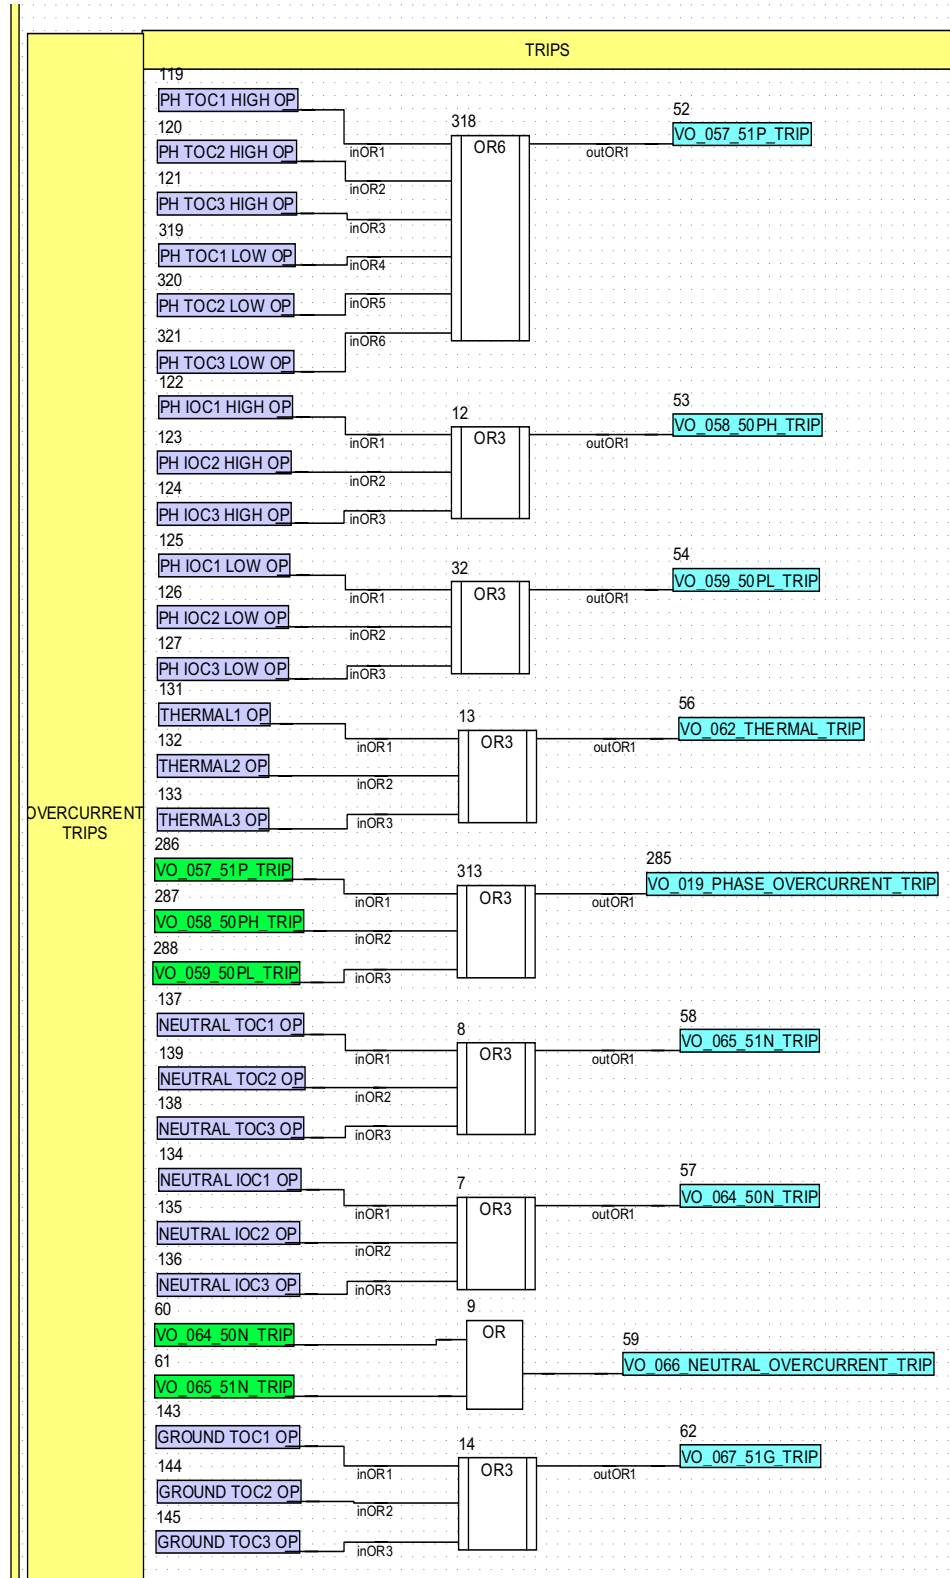 TRIPS
OVERCURRENT
TRIPS
119
PH TOC1 HIGH OP
120
PH TOC2 HIGH OP
121
PH TOC3 HIGH OP
319
PH TOC1 LOW OP
320
PH TOC2 LOW OP
321
PH TOC3 LOW OP
inOR1
inOR2
inOR3
inOR4
inOR5
inOR6
318
OR6
outOR1
52
VO_057_51P_TRIP
122
PH IOC1 HIGH OP
123
PH IOC2 HIGH OP
124
PH IOC3 HIGH OP
inOR1
inOR2
inOR3
12
OR3
outOR1
53
VO_058_50PH_TRIP
125
PH IOC1 LOW OP
126
PH IOC2 LOW OP
127
PH IOC3 LOW OP
inOR1
inOR2
inOR3
32
OR3
outOR1
54
VO_059_50PL_TRIP
131
THERMAL1 OP
132
THERMAL2 OP
133
THERMAL3 OP
inOR1
inOR2
inOR3
13
OR3
outOR1
56
VO_062_THERMAL_TRIP
286
VO_057_51P_TRIP
287
VO_058_50PH_TRIP
288
VO_059_50PL_TRIP
inOR1
inOR2
inOR3
313
OR3
outOR1
285
VO_019_PHASE_OVERCURRENT_TRIP
137
NEUTRAL TOC1 OP
139
NEUTRAL TOC2 OP
138
NEUTRAL TOC3 OP
inOR1
inOR2
inOR3
8
OR3
outOR1
58
VO_065_51N_TRIP
134
NEUTRAL IOC1 OP
135
NEUTRAL IOC2 OP
136
NEUTRAL IOC3 OP
inOR1
inOR2
inOR3
7
OR3
outOR1
57
VO_064_50N_TRIP
60
VO_064_50N_TRIP
61
VO_065_51N_TRIP
9
OR
59
VO_066_NEUTRAL_OVERCURRENT_TRIP
143
GROUND TOC1 OP
144
GROUND TOC2 OP
145
GROUND TOC3 OP
inOR1
inOR2
inOR3
14
OR3
outOR1
62
VO_067_51G_TRIP